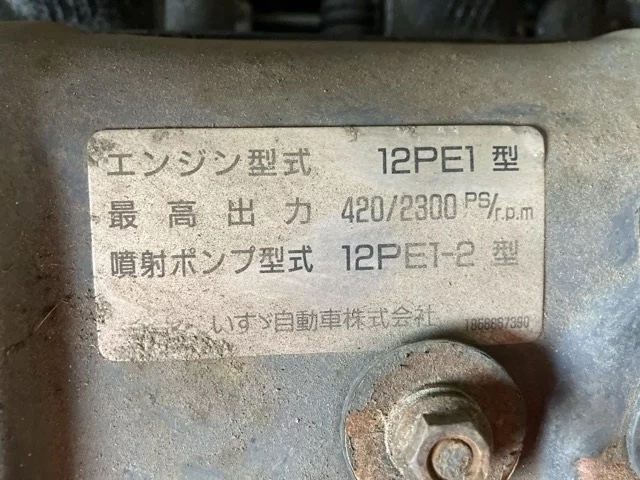 エンジン型式 12PE1 型
最高出力 420/2300 PS/r.p.m
噴射ポンプ型式 12PE1-2 型
いすゞ自動車株式会社